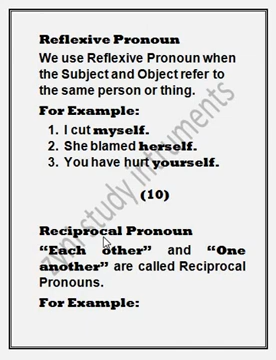 Reflexive Pronoun
We use Reflexive Pronoun when
the Subject and Object refer to
the same person or thing.
For Example:
1. I cut myself.
2. She blamed herself.
3. You have hurt yourself.
(10)
Reciprocal Pronoun
“Each other” and “One
another” are called Reciprocal
Pronouns.
For Example:
study intruments